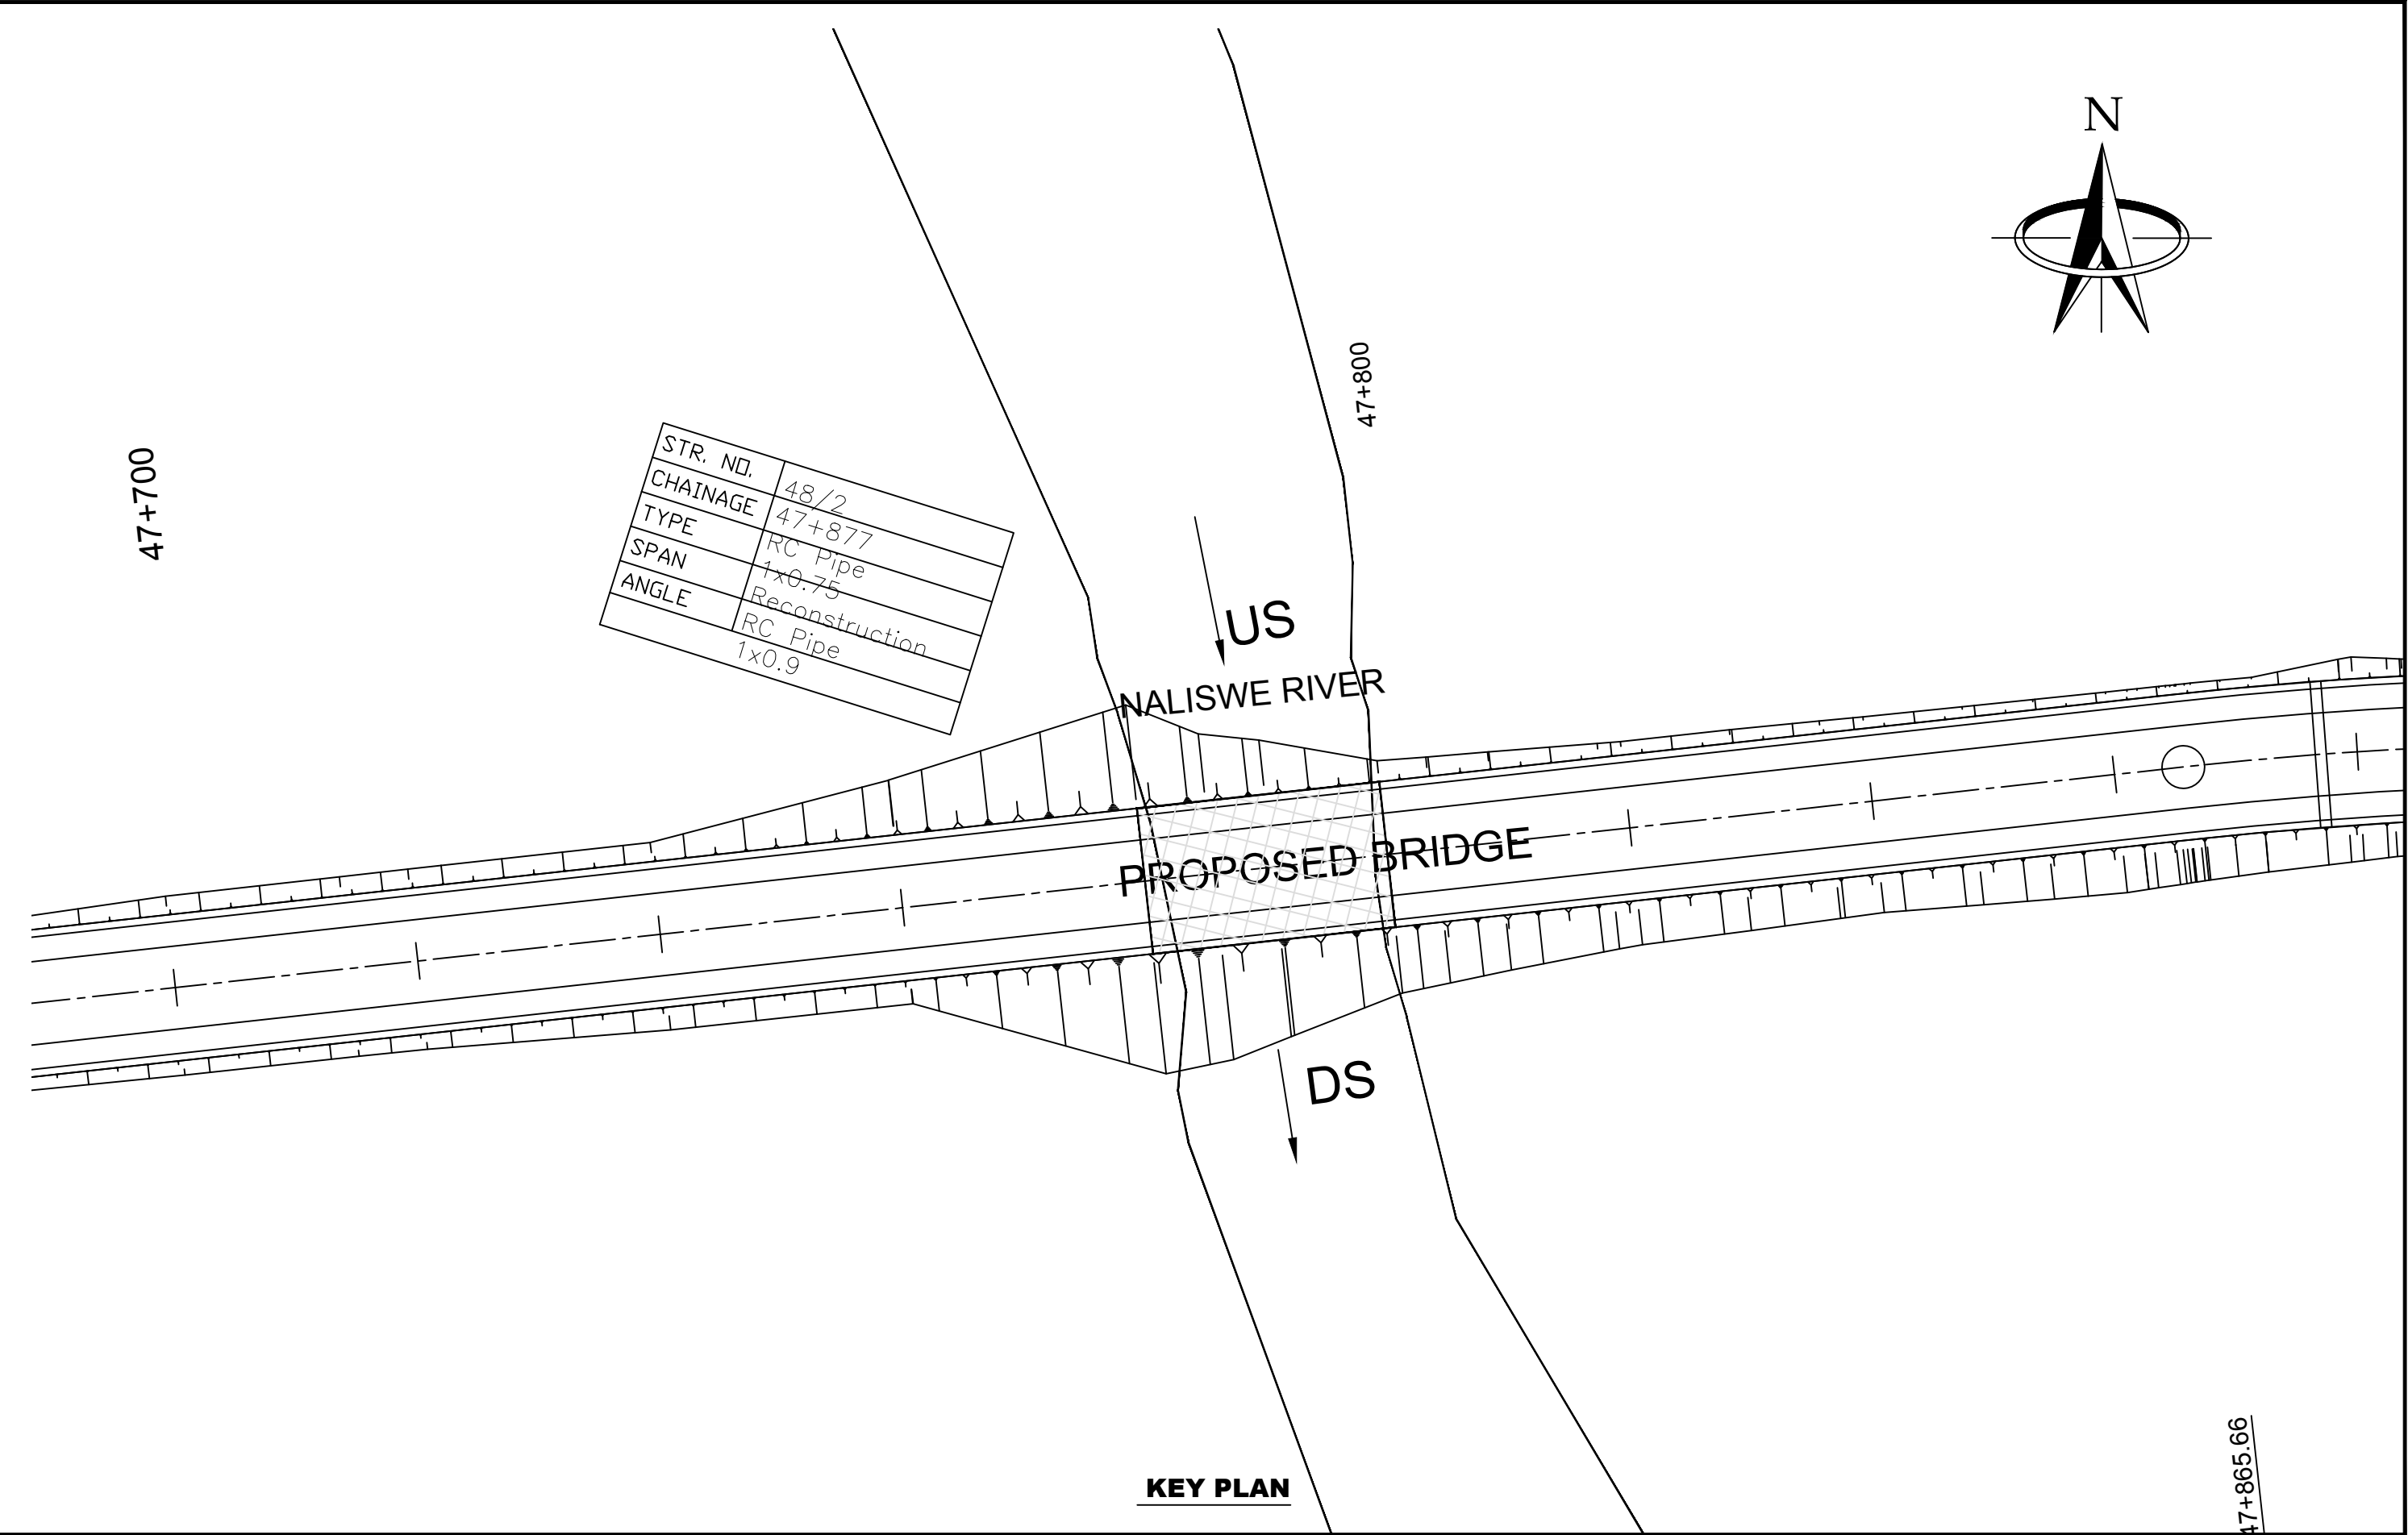 N
47+800
47+700
STR. NO. 48/2
CHAINAGE 47+877
TYPE RC Pipe
SPAN 1x0.75
ANGLE Reconstruction
RC Pipe
1x0.9
US
NALISWE RIVER
PROPOSED BRIDGE
DS
KEY PLAN
47+865.66